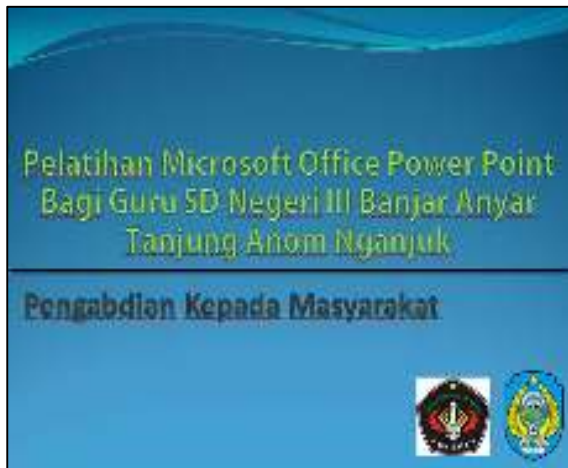 Pelatihan Microsoft Office Power Point
Bagi Guru SD Negeri III Banjar Anyar
Tanjung Anom Nganjuk
Pengabdian Kepada Masyarakat